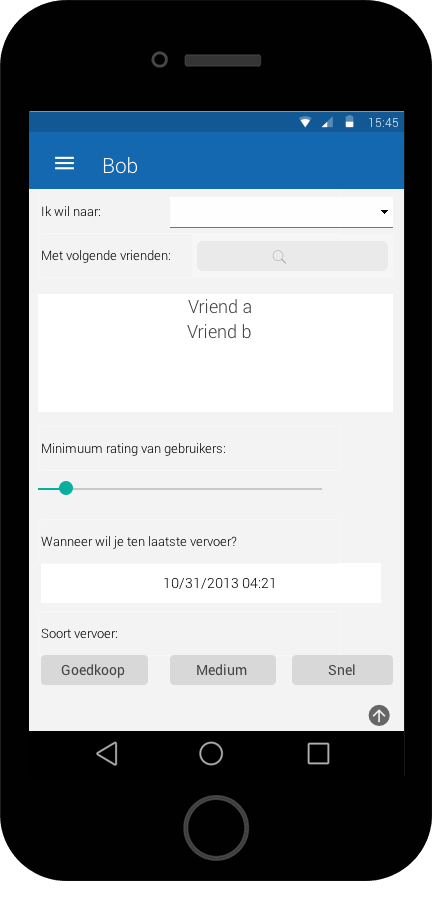 15:45
Bob
Ik wil naar:
Met volgende vrienden:
Vriend a
Vriend b
Minimuum rating van gebruikers:
Wanneer wil je ten laatste vervoer?
10/31/2013 04:21
Soort vervoer:
Goedkoop Medium Snel